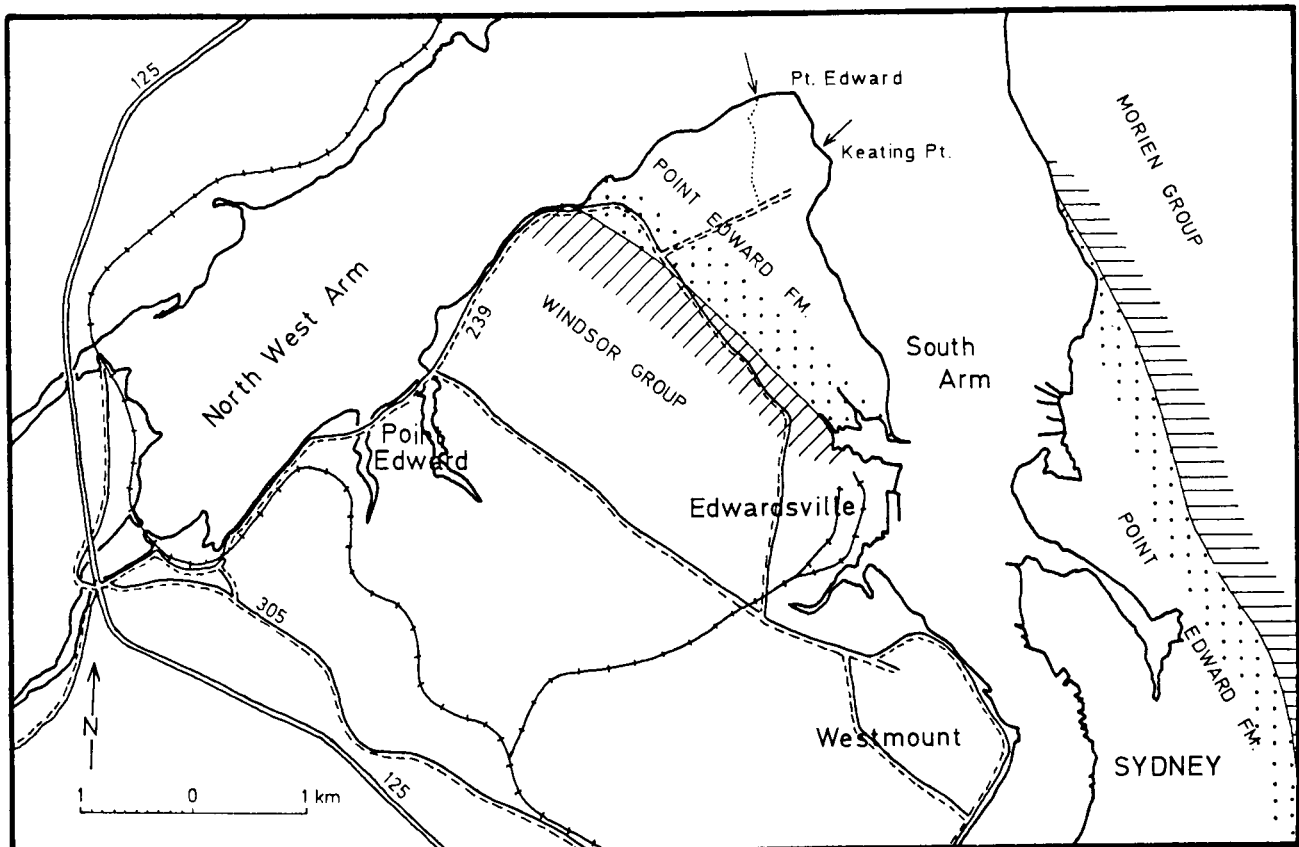 125
Pt. Edward
Keating Pt.
MORIEN GROUP
POINT EDWARD FM.
North West Arm
239
WINDSOR GROUP
South
Arm
Point
Edward
Edwardsville
POINT EDWARD FM.
305
N
Westmount
SYDNEY
125
1 0 1 km